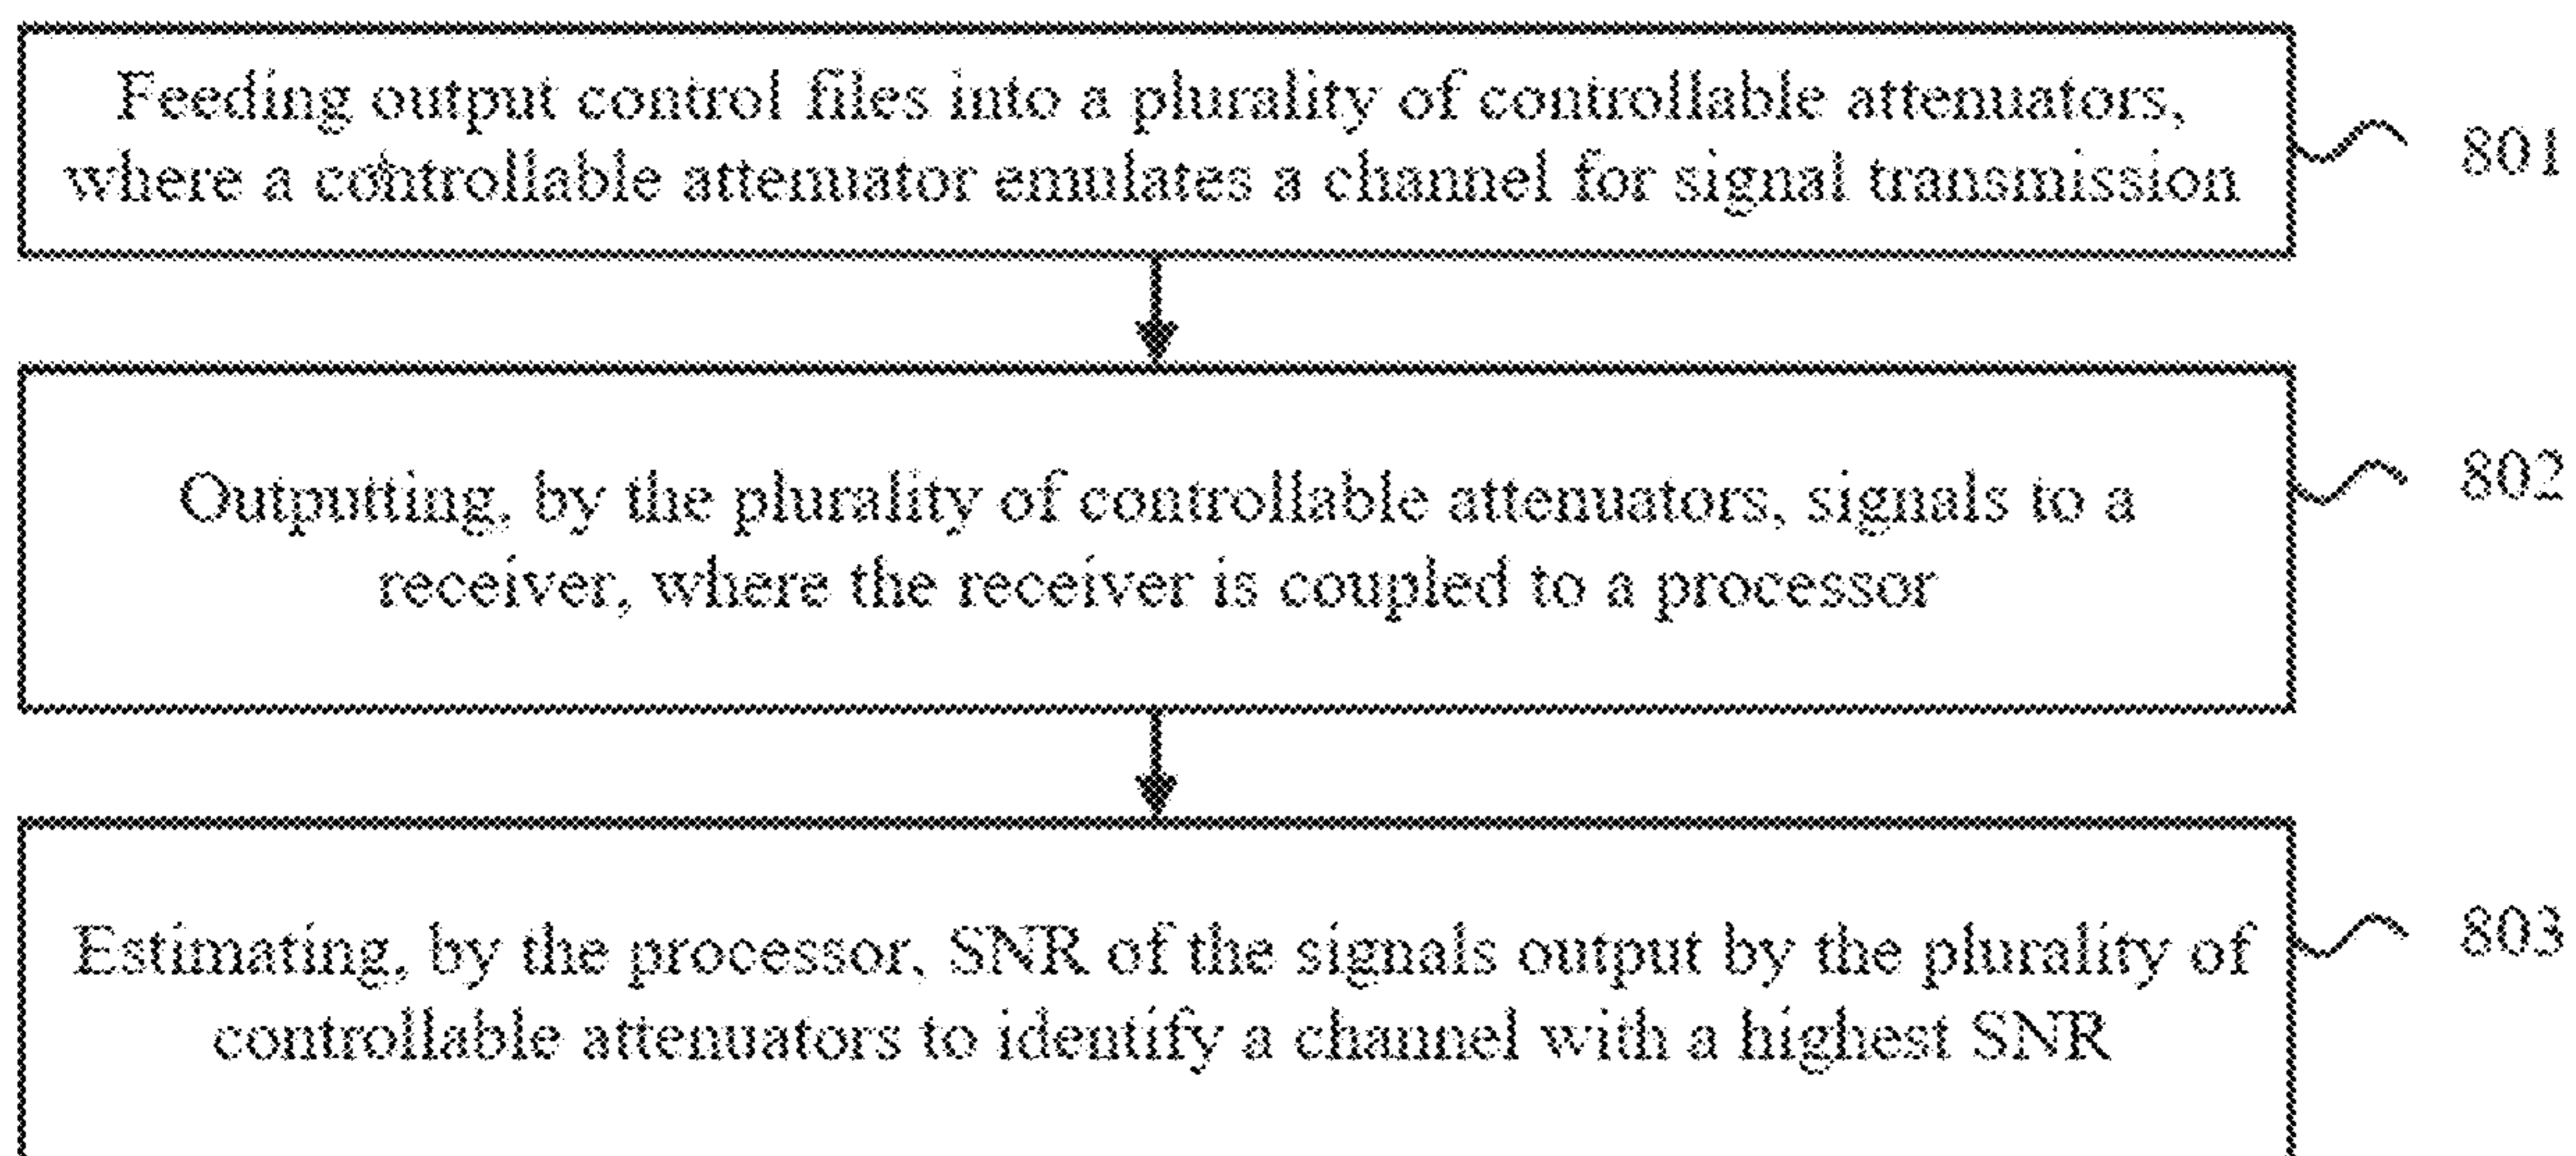 Feeding output control files into a plurality of controllable attenuators,
where a controllable attenuator emulates a channel for signal transmission
801
Outputting, by the plurality of controllable attenuators, signals to a
receiver, where the receiver is coupled to a processor
802
Estimating, by the processor, SNR of the signals output by the plurality of
controllable attenuators to identify a channel with a highest SNR
803